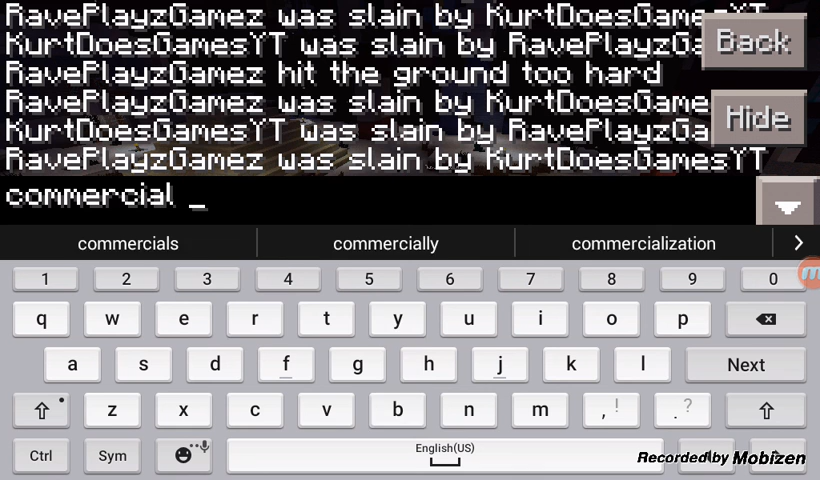 RavePlayzGamez was slain by KurtDoesGamesYT
KurtDoesGamesYT was slain by RavePlayzGa
Back
RavePlayzGamez hit the ground too hard
RavePlayzGamez was slain by KurtDoesGame
Hide
KurtDoesGamesYT was slain by RavePlayzGa
RavePlayzGamez was slain by KurtDoesGamesYT
commercial _
commercials commercially commercialization >
1 2 3 4 5 6 7 8 9 0
q w e r t y u i o p
a s d f g h j k l Next
z x c v b n m , ! . ?
Ctrl Sym English(US)
Recorded by Mobizen